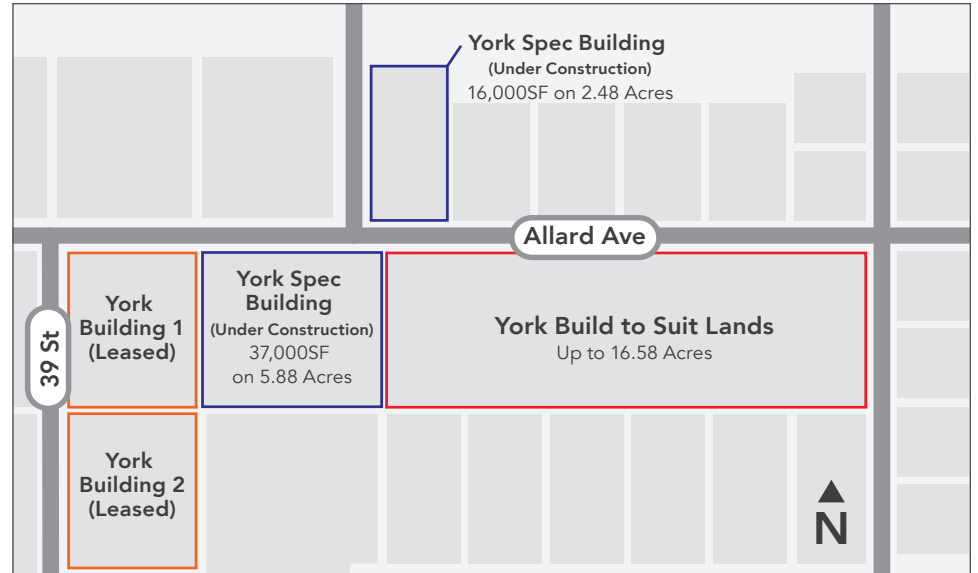 York Spec Building
(Under Construction)
16,000SF on 2.48 Acres
Allard Ave
39 St
York
Building 1
(Leased)
York Spec
Building
(Under Construction)
37,000SF
on 5.88 Acres
York Build to Suit Lands
Up to 16.58 Acres
York
Building 2
(Leased)
N